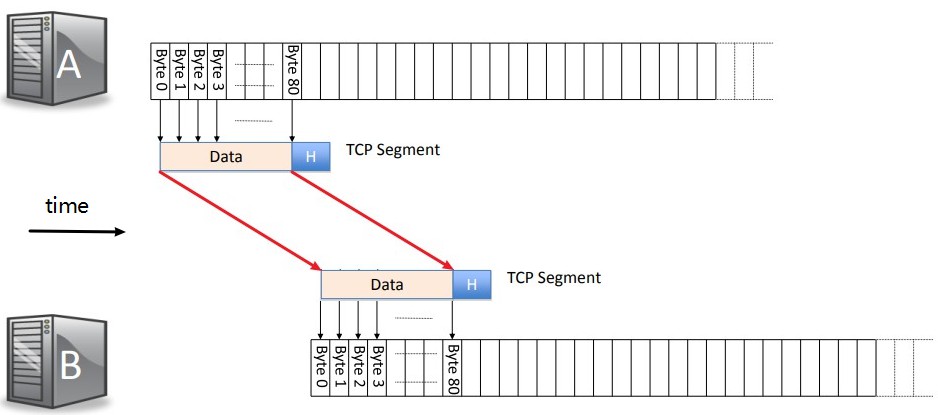 A
Byte 0
Byte 1
Byte 2
Byte 3
Byte 80
Data
H
TCP Segment
time
Data
H
TCP Segment
B
Byte 0
Byte 1
Byte 2
Byte 3
Byte 80